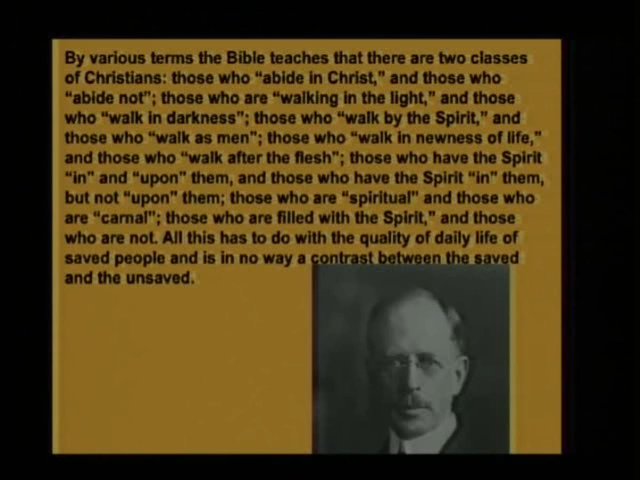 By various terms the Bible teaches that there are two classes
of Christians: those who “abide in Christ,” and those who
“abide not”; those who are “walking in the light,” and those
who “walk in darkness”; those who “walk by the Spirit,” and
those who “walk as men”; those who “walk in newness of life,”
and those who “walk after the flesh”; those who have the Spirit
“in” and “upon” them, and those who have the Spirit “in” them,
but not “upon” them; those who are “spiritual” and those who
are “carnal”; those who are filled with the Spirit,” and those
who are not. All this has to do with the quality of daily life of
saved people and is in no way a contrast between the saved
and the unsaved.